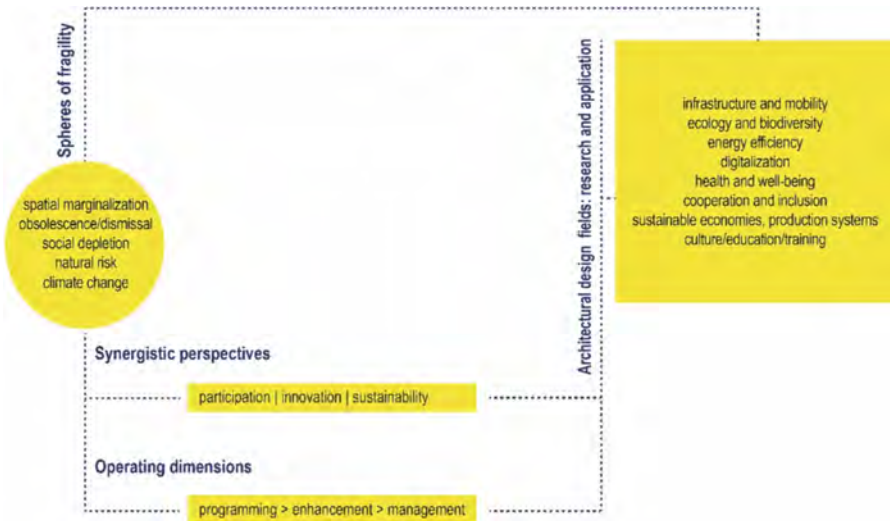 Spheres of fragility
spatial marginalization
obsolescence/dismissal
social depletion
natural risk
climate change
Synergistic perspectives
participation | innovation | sustainability
Operating dimensions
programming > enhancement > management
Architectural design fields: research and application
infrastructure and mobility
ecology and biodiversity
energy efficiency
digitalization
health and well-being
cooperation and inclusion
sustainable economies, production systems
culture/education/training